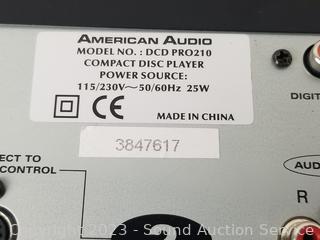 AMERICAN AUDIO
MODEL NO. : DCD PRO210
COMPACT DISC PLAYER
POWER SOURCE:
115/230V~50/60Hz 25W
CE
MADE IN CHINA
3847617
DIGIT
ECT TO
CONTROL
AUD
R
2
Copyright 2023 - Sound Auction Service